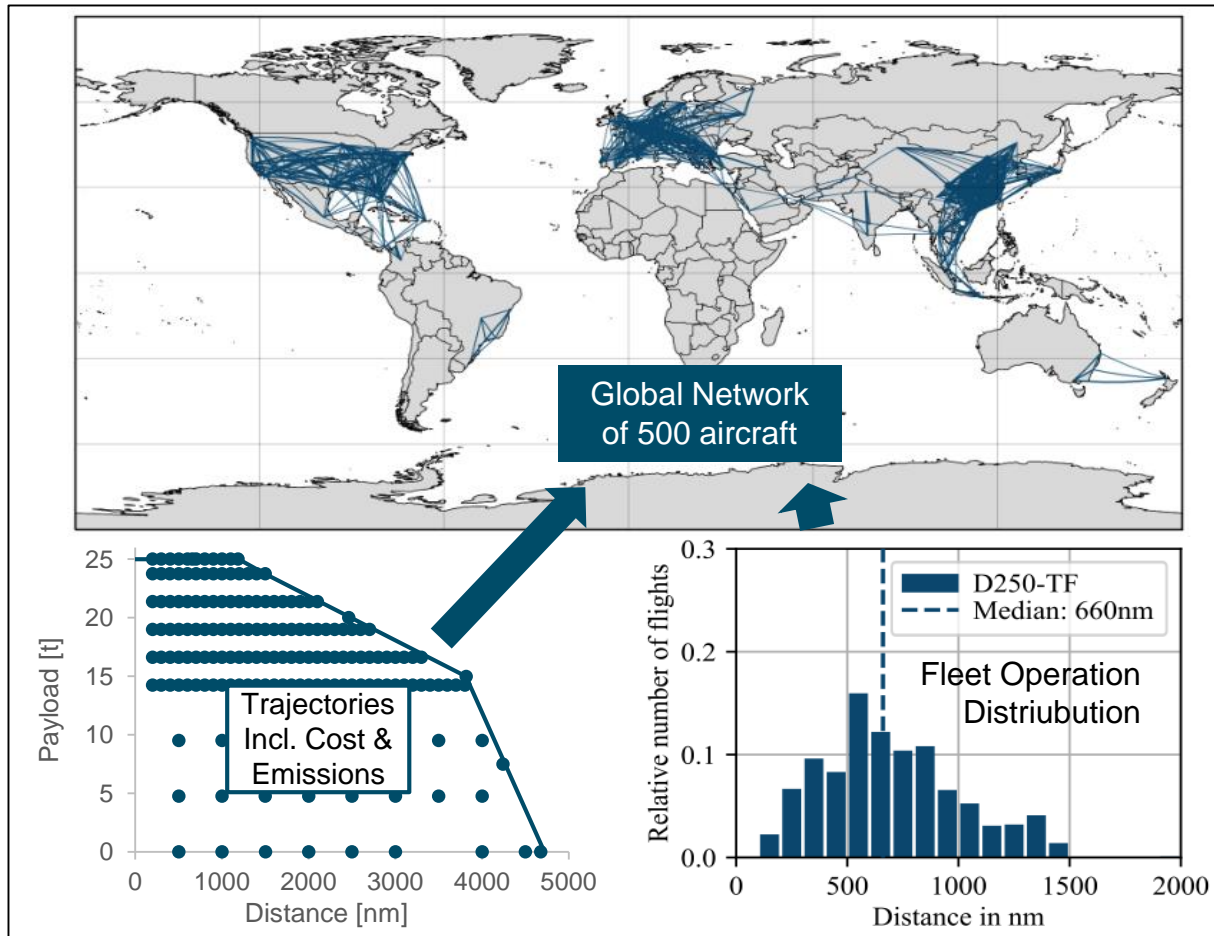 Global Network
of 500 aircraft
25
20
15
10
5
0
Payload [t]
0 1000 2000 3000 4000 5000
Distance [nm]
Trajectories
Incl. Cost &
Emissions
0.3
0.2
0.1
0.0
Relative number of flights
D250-TF
Median: 660nm
Fleet Operation
Distriubution
0 500 1000 1500 2000
Distance in nm